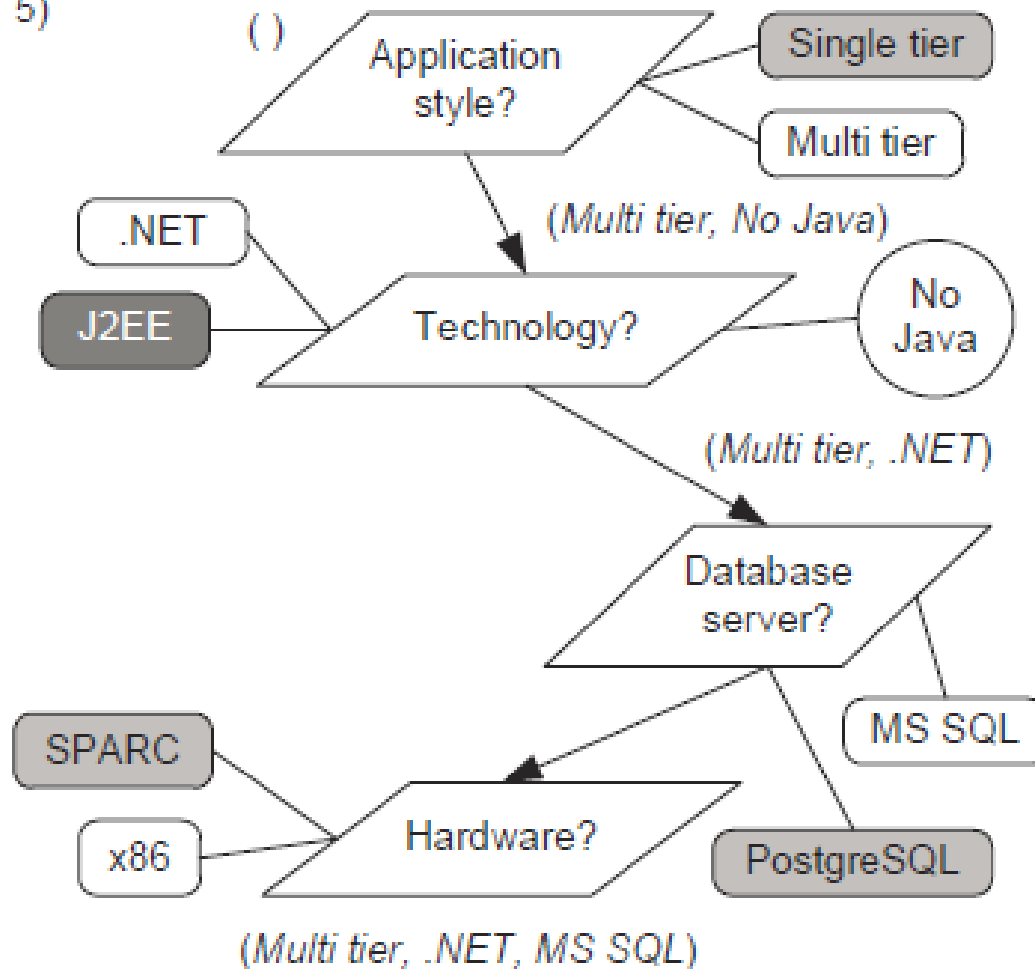 5)
( )
Application
style?
Single tier
Multi tier
(Multi tier, No Java)
.NET
J2EE
Technology?
No
Java
(Multi tier, .NET)
Database
server?
MS SQL
SPARC
x86
Hardware?
PostgreSQL
(Multi tier, .NET, MS SQL)